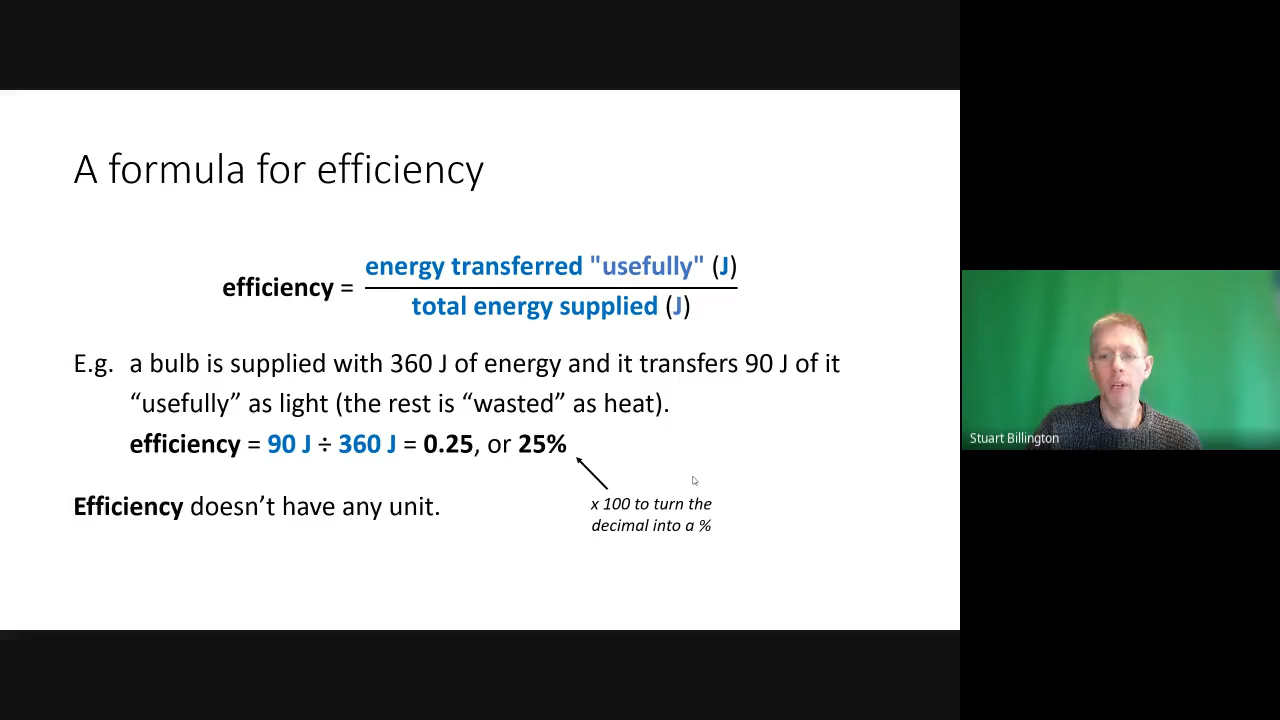 A formula for efficiency
efficiency = energy transferred "usefully" (J)
total energy supplied (J)
E.g. a bulb is supplied with 360 J of energy and it transfers 90 J of it
“usefully” as light (the rest is “wasted” as heat).
efficiency = 90 J ÷ 360 J = 0.25, or 25%
Efficiency doesn’t have any unit.
x 100 to turn the
decimal into a %
Stuart Billington